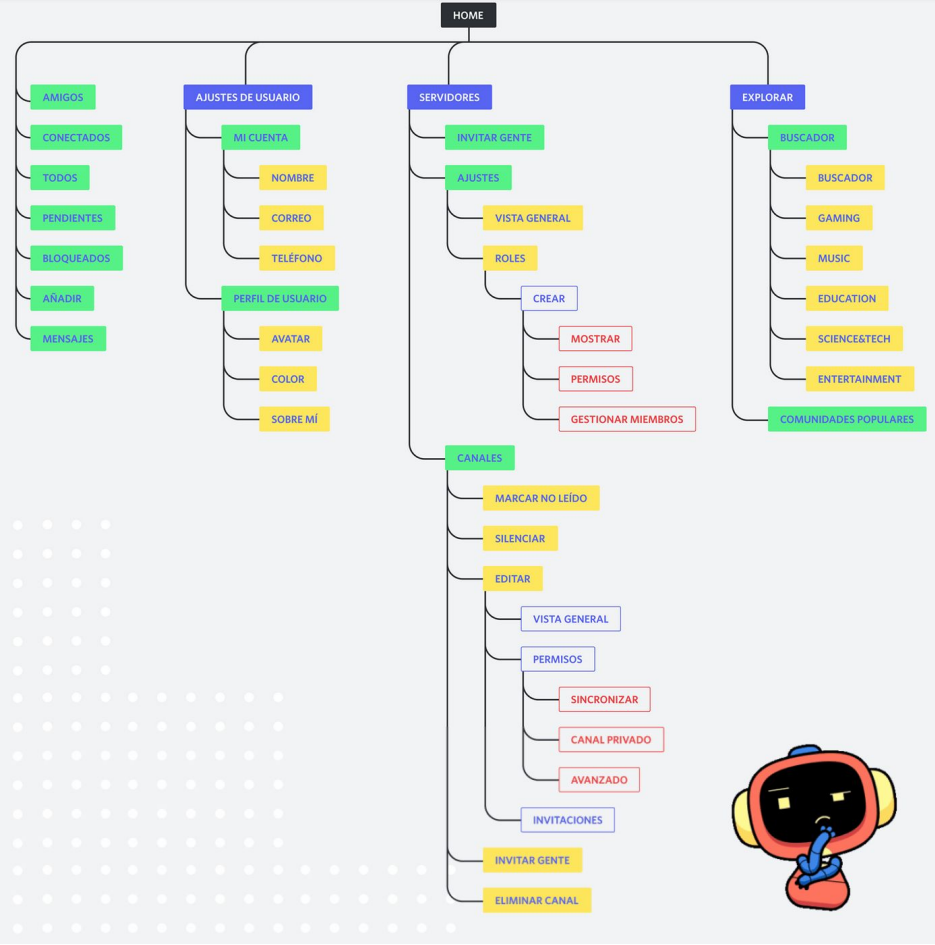 HOME
AMIGOS
CONECTADOS
TODOS
PENDIENTES
BLOQUEADOS
AÑADIR
MENSAJES
AJUSTES DE USUARIO
MI CUENTA
NOMBRE
CORREO
TELÉFONO
PERFIL DE USUARIO
AVATAR
COLOR
SOBRE MÍ
SERVIDORES
INVITAR GENTE
AJUSTES
VISTA GENERAL
ROLES
CREAR
MOSTRAR
PERMISOS
GESTIONAR MIEMBROS
CANALES
MARCAR NO LEÍDO
SILENCIAR
EDITAR
VISTA GENERAL
PERMISOS
SINCRONIZAR
CANAL PRIVADO
AVANZADO
INVITACIONES
INVITAR GENTE
ELIMINAR CANAL
EXPLORAR
BUSCADOR
BUSCADOR
GAMING
MUSIC
EDUCATION
SCIENCE&TECH
ENTERTAINMENT
COMUNIDADES POPULARES